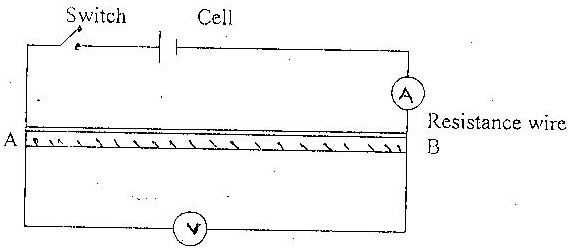 Switch Cell
A
Resistance wire
A B
V